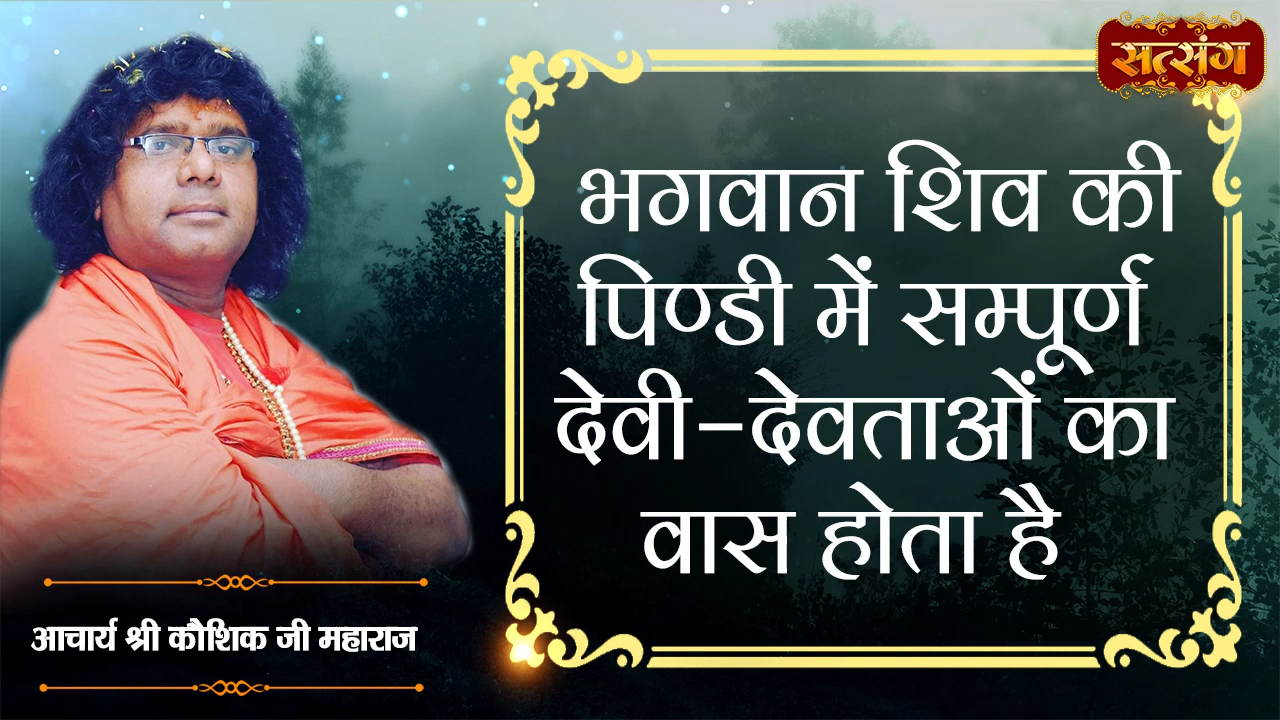 सत्संग
भगवान शिव की
पिण्डी में सम्पूर्ण
देवी-देवताओं का
वास होता है
आचार्य श्री कौशिक जी महाराज